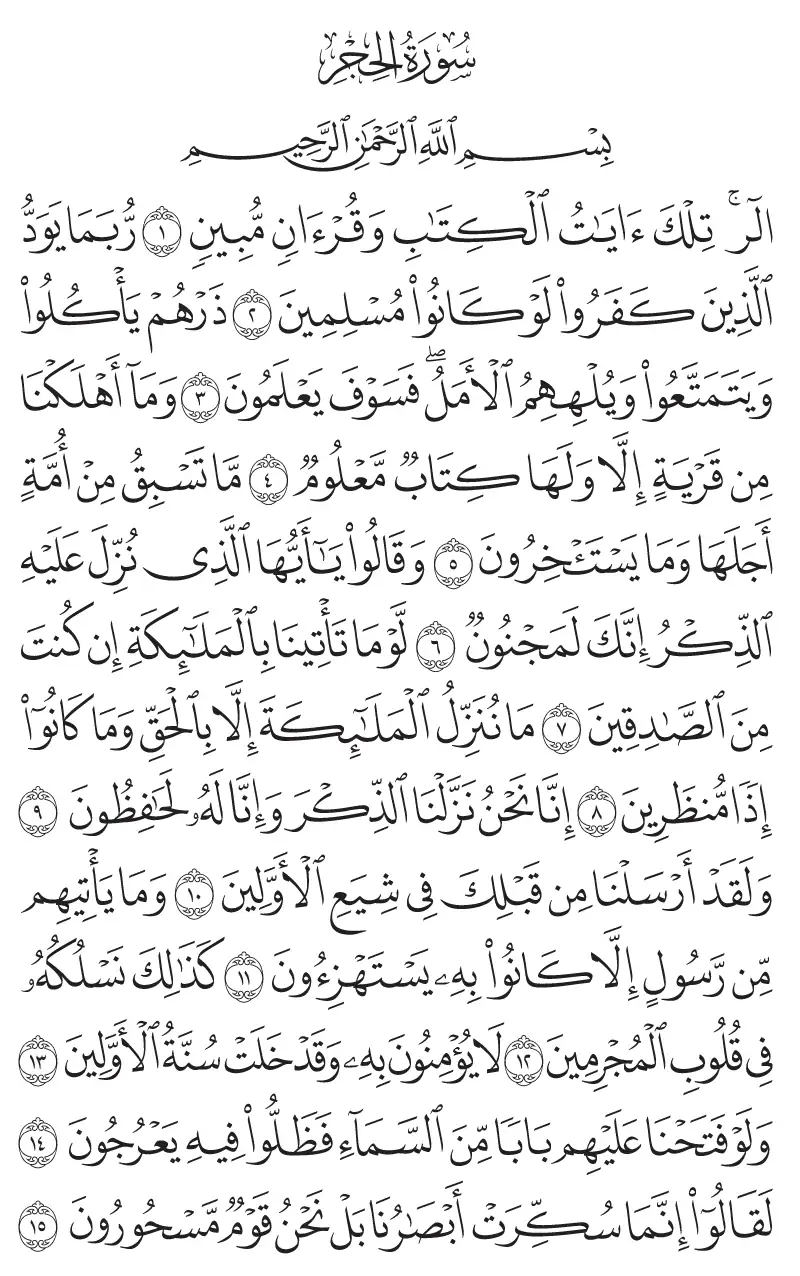 سُورَةُ الحِجْرِ
بِسْمِ ٱللَّهِ ٱلرَّحْمَٰنِ ٱلرَّحِيمِ
الٓرۚ تِلْكَ ءَايَٰتُ ٱلْكِتَٰبِ وَقُرْءَانٍ مُّبِينٍ ١ رُّبَمَا يَوَدُّ
ٱلَّذِينَ كَفَرُوا۟ لَوْ كَانُوا۟ مُسْلِمِينَ ٢ ذَرْهُمْ يَأْكُلُوا۟
وَيَتَمَتَّعُوا۟ وَيُلْهِهِمُ ٱلْأَمَلُۖ فَسَوْفَ يَعْلَمُونَ ٣ وَمَآ أَهْلَكْنَا
مِن قَرْيَةٍ إِلَّا وَلَهَا كِتَابٌ مَّعْلُومٌ ٤ مَّا تَسْبِقُ مِنْ أُمَّةٍ
أَجَلَهَا وَمَا يَسْتَـْٔخِرُونَ ٥ وَقَالُوا۟ يَٰٓأَيُّهَا ٱلَّذِى نُزِّلَ عَلَيْهِ
ٱلذِّكْرُ إِنَّكَ لَمَجْنُونٌ ٦ لَّوْمَا تَأْتِينَا بِٱلْمَلَٰٓئِكَةِ إِن كُنتَ
مِنَ ٱلصَّٰدِقِينَ ٧ مَا نُنَزِّلُ ٱلْمَلَٰٓئِكَةَ إِلَّا بِٱلْحَقِّ وَمَا كَانُوٓا۟
إِذًا مُّنظَرِينَ ٨ إِنَّا نَحْنُ نَزَّلْنَا ٱلذِّكْرَ وَإِنَّا لَهُۥ لَحَٰفِظُونَ ٩
وَلَقَدْ أَرْسَلْنَا مِن قَبْلِكَ فِى شِيَعِ ٱلْأَوَّلِينَ ١٠ وَمَا يَأْتِيهِم
مِّن رَّسُولٍ إِلَّا كَانُوا۟ بِهِۦ يَسْتَهْزِءُونَ ١١ كَذَٰلِكَ نَسْلُكُهُۥ
فِى قُلُوبِ ٱلْمُجْرِمِينَ ١٢ لَا يُؤْمِنُونَ بِهِۦ وَقَدْ خَلَتْ سُنَّةُ ٱلْأَوَّلِينَ ١٣
وَلَوْ فَتَحْنَا عَلَيْهِم بَابًا مِّنَ ٱلسَّمَآءِ فَظَلُّوا۟ فِيهِ يَعْرُجُونَ ١٤
لَقَالُوٓا۟ إِنَّمَا سُكِّرَتْ أَبْصَٰرُنَا بَلْ نَحْنُ قَوْمٌ مَّسْحُورُونَ ١٥